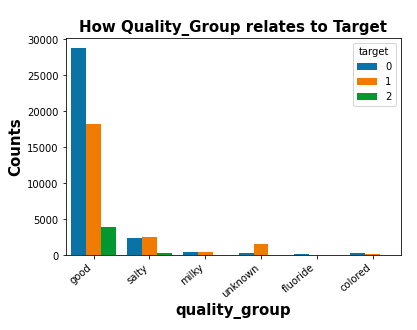 How Quality_Group relates to Target
target
0
1
2
30000
25000
20000
15000
10000
5000
0
Counts
good
salty
milky
unknown
fluoride
colored
quality_group